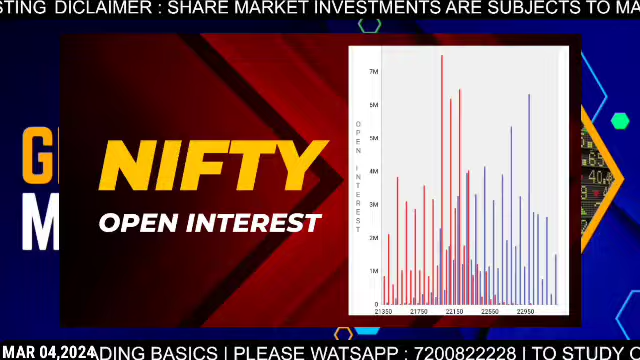 STING DICLAIMER : SHARE MARKET INVESTMENTS ARE SUBJECTS TO MA
G
M
NIFTY
OPEN INTEREST
OPEN INTEREST
7M
6M
5M
4M
3M
2M
1M
0
21350 21750 22150 22550 22950
MAR 04,2024
ADING BASICS | PLEASE WATSAPP : 7200822228 | TO STUDY